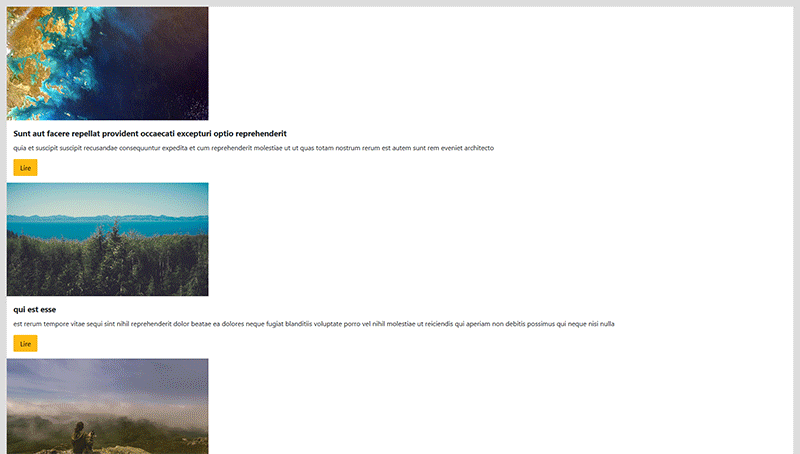 Sunt aut facere repellat provident occaecati excepturi optio reprehenderit
quia et suscipit suscipit recusandae consequuntur expedita et cum reprehenderit molestiae ut ut quas totam nostrum rerum est autem sunt rem eveniet architecto
Lire
qui est esse
est rerum tempore vitae sequi sint nihil reprehenderit dolor beatae ea dolores neque fugiat blanditiis voluptate porro vel nihil molestiae ut reiciendis qui aperiam non debitis possimus qui neque nisi nulla
Lire